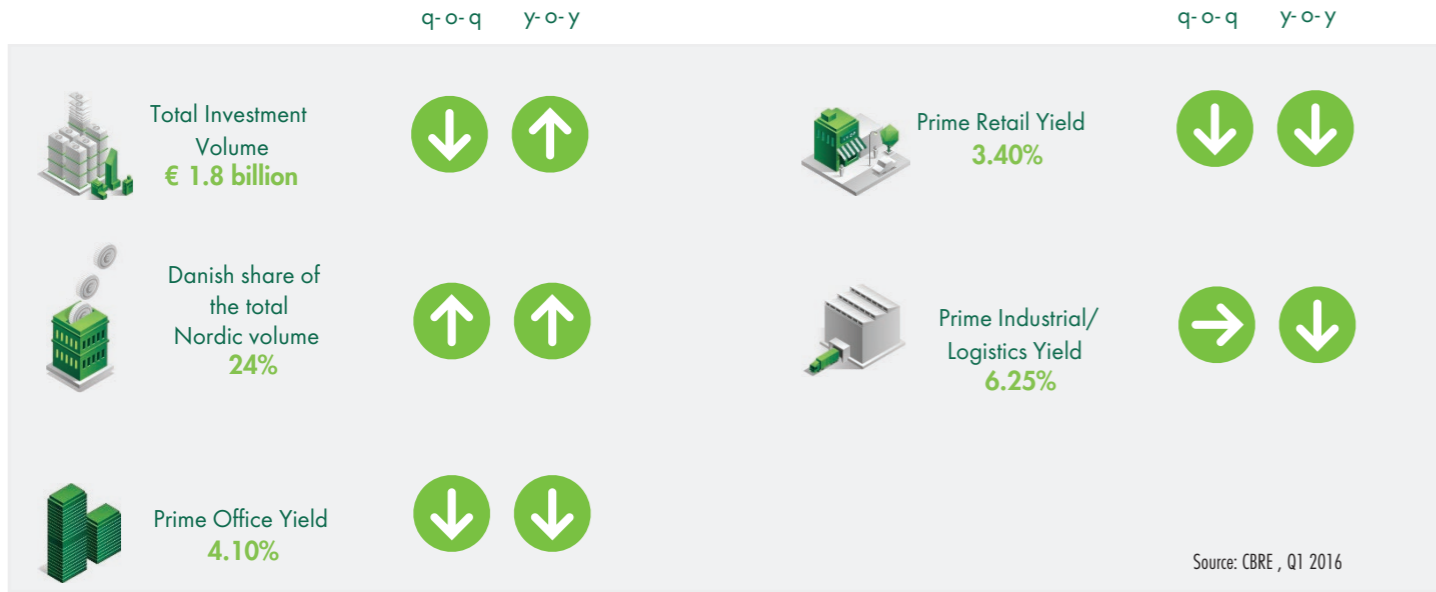 q-o-q y-o-y
q-o-q y-o-y
Total Investment
Volume
€ 1.8 billion
Prime Retail Yield
3.40%
Danish share of
the total
Nordic volume
24%
Prime Industrial/
Logistics Yield
6.25%
Prime Office Yield
4.10%
Source: CBRE , Q1 2016